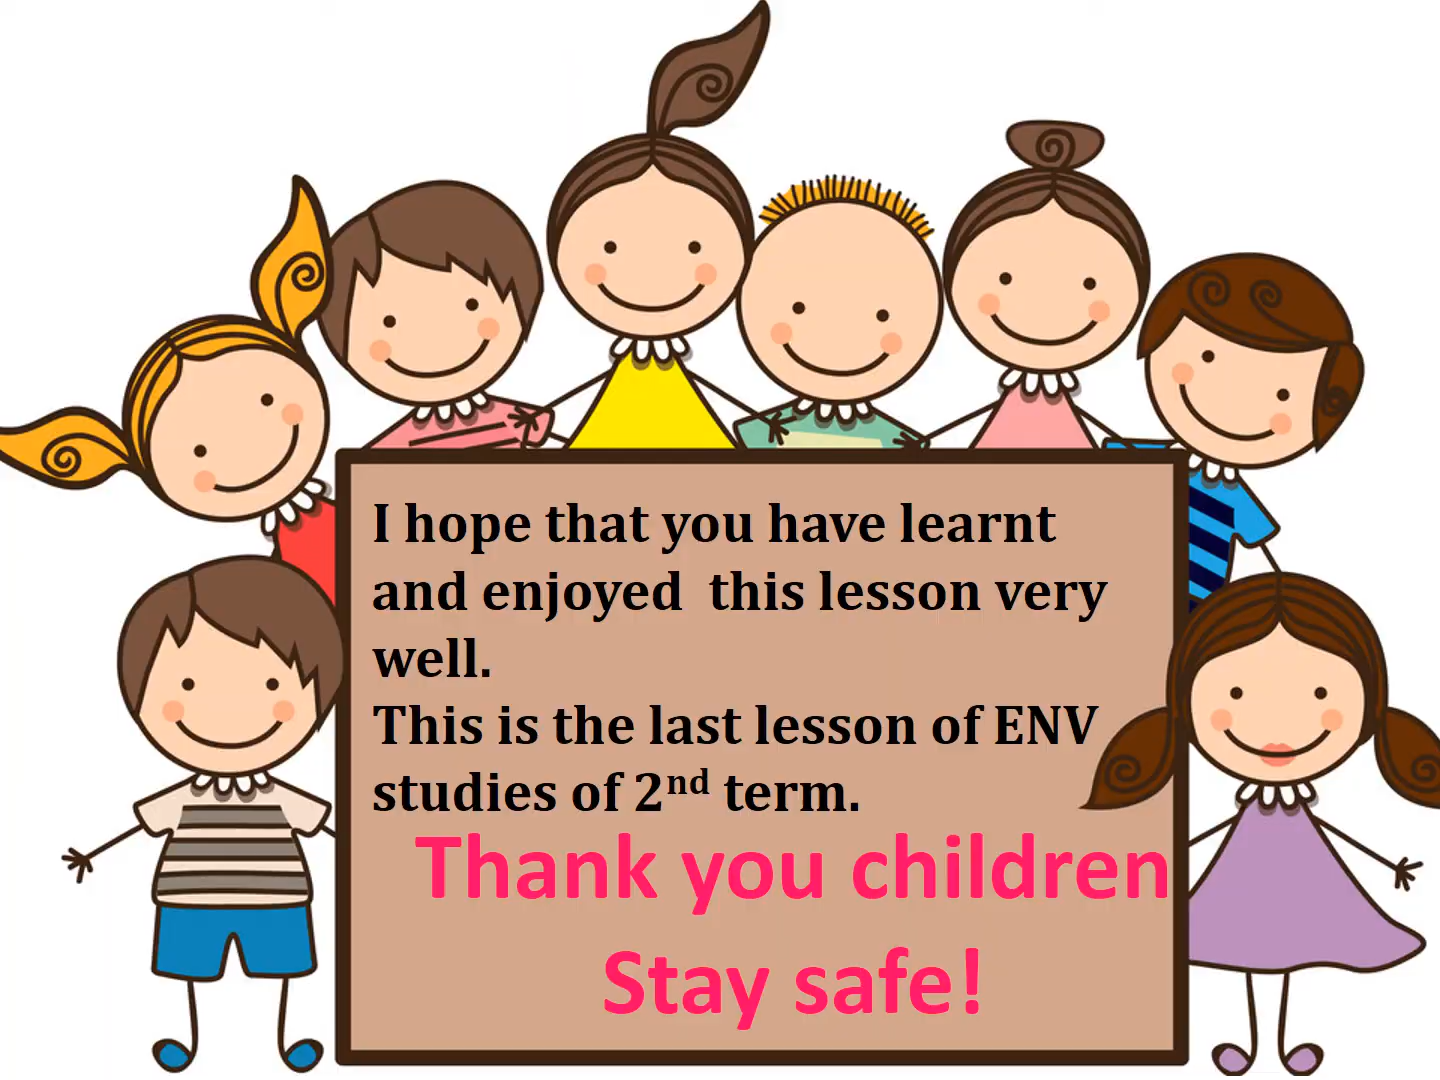 I hope that you have learnt
and enjoyed  this lesson very
well.
This is the last lesson of ENV
studies of 2nd term.
Thank you children
Stay safe!